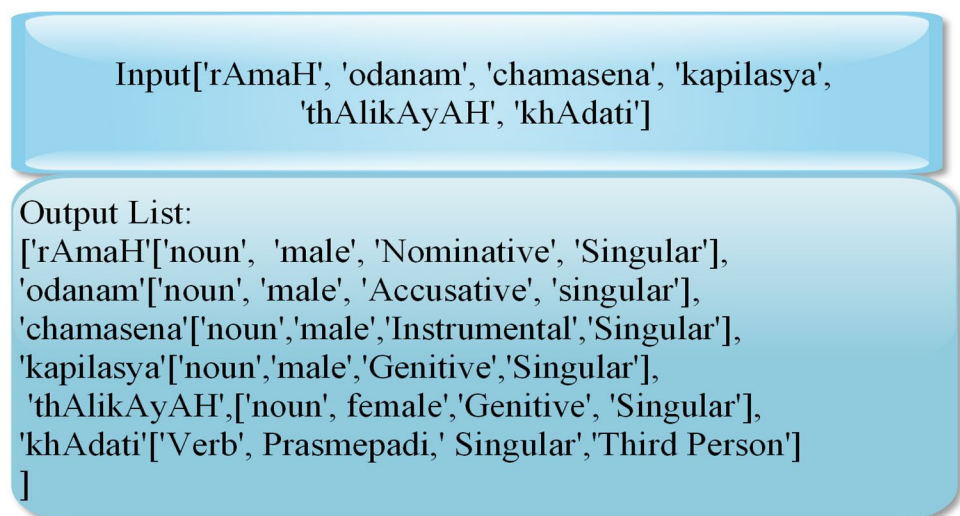 Input['rAmaH', 'odanam', 'chamasena', 'kapilasya',
'thAlikAyAH', 'khAdati']
Output List:
['rAmaH'['noun',  'male', 'Nominative', 'Singular'],
'odanam'['noun', 'male', 'Accusative', 'singular'],
'chamasena'['noun','male','Instrumental','Singular'],
'kapilasya'['noun','male','Genitive','Singular'],
'thAlikAyAH',['noun', female','Genitive', 'Singular'],
'khAdati'['Verb', Prasmepadi,' Singular','Third Person']
]